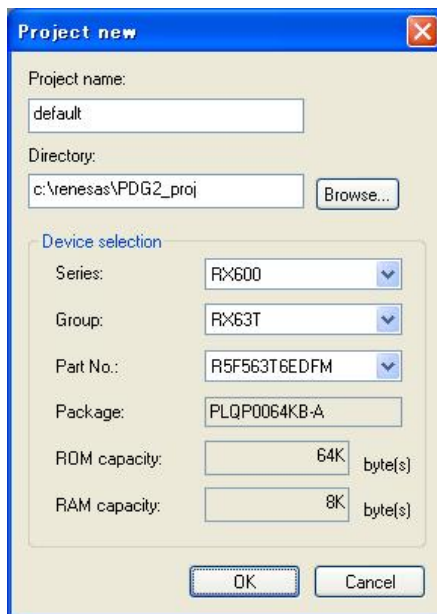 Project new
Project name:
default
Directory:
c:\renesas\PDG2_proj
Browse...
Device selection
Series: RX600
Group: RX63T
Part No.: R5F563T6EDFM
Package: PLQP0064KB-A
ROM capacity: 64K byte(s)
RAM capacity: 8K byte(s)
OK Cancel